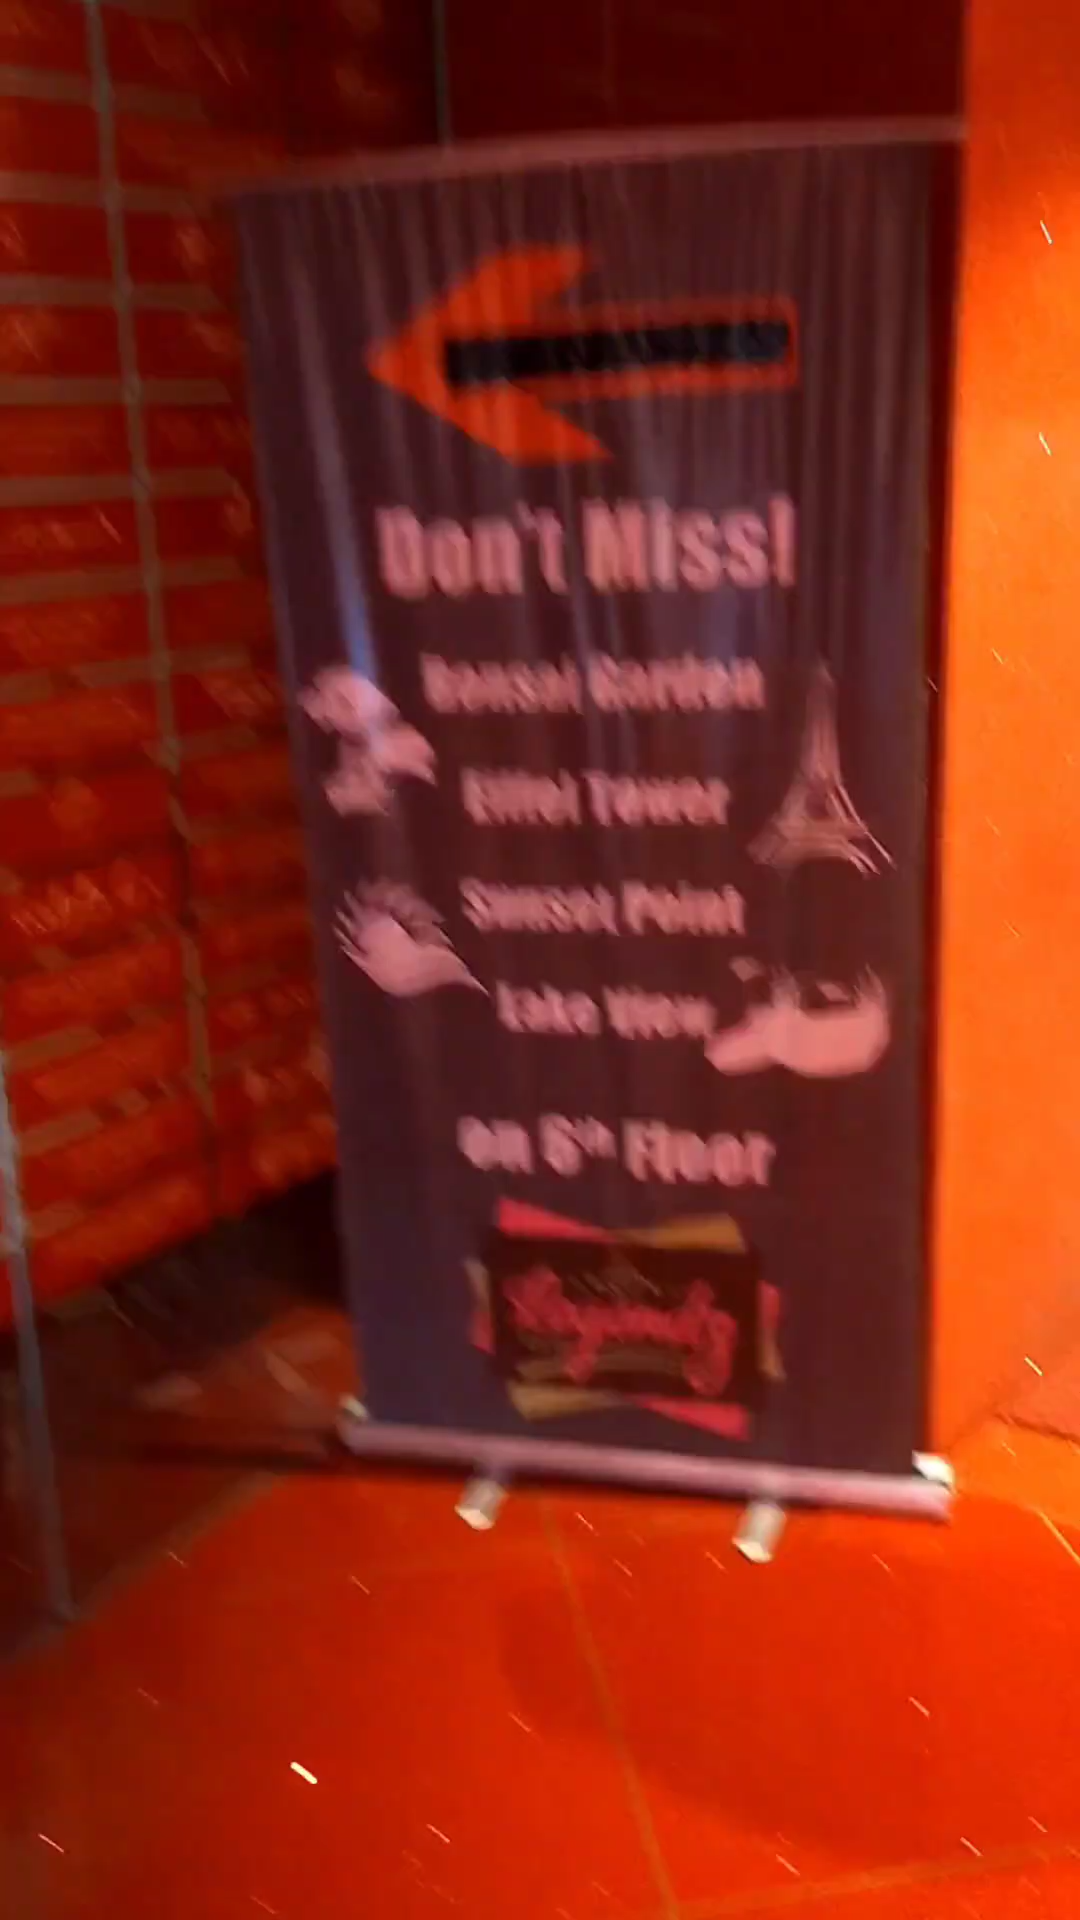 Don't Miss!
Bonsai Garden
Eiffel Tower
Sunset Point
Lake View
on 6th Floor